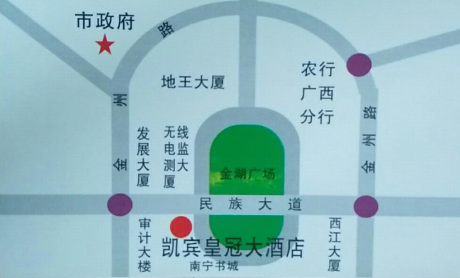 市政府
路
州
金
地王大厦
农行
广西
分行
金州路
发展大厦
无线
电监
测大
厦
金湖广场
民族大道
审计大楼
凯宾皇冠大酒店
南宁书城
西江大厦